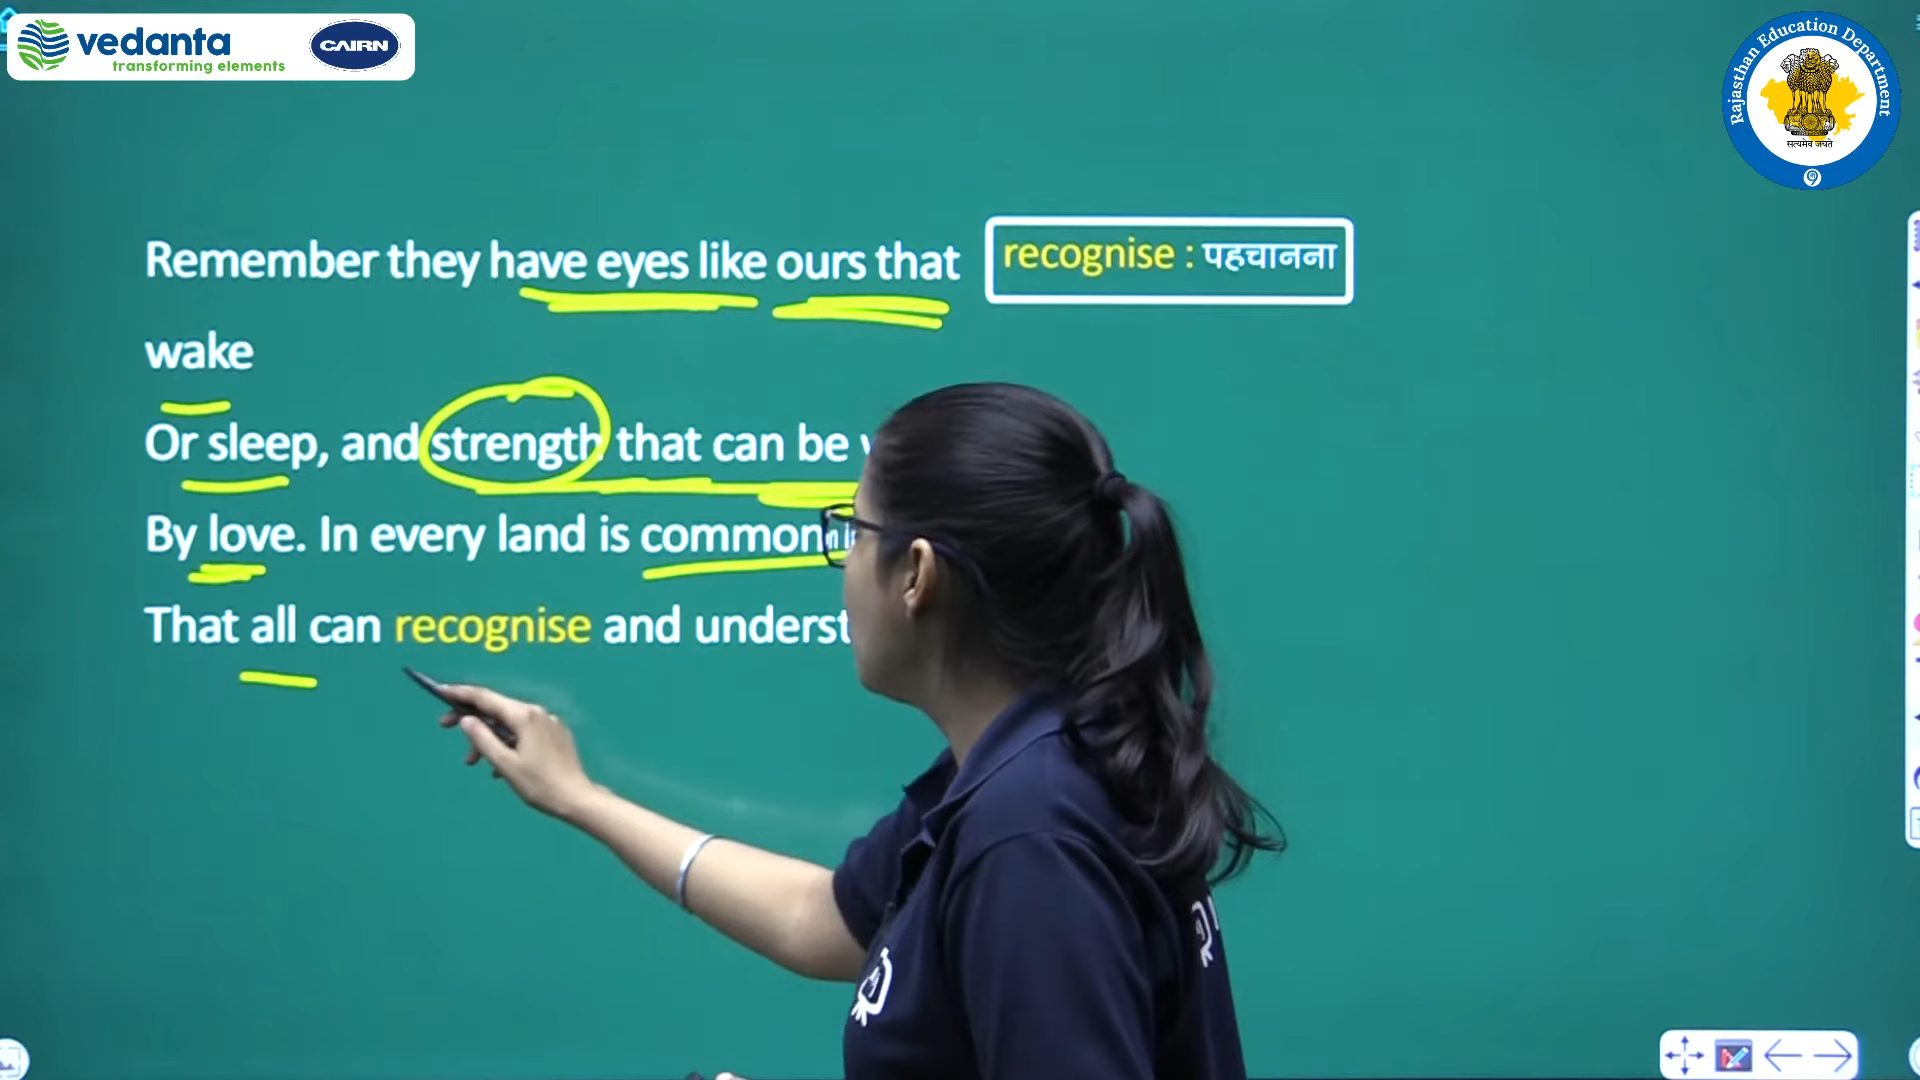 vedanta
transforming elements
CAIRN
Rajasthan Education Department
सत्यमेव जयते
Remember they have eyes like ours that
recognise : पहचानना
wake
Or sleep, and strength that can be
By love. In every land is common
That all can recognise and underst